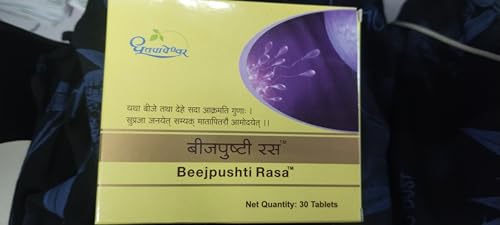 धूतपापेश्वर
यथा बीजे तथा देहे सदा आक्रमति गुणाः ।
सुप्रजा जनयेत् सम्यक् मातापितरौ आमोदयेत् ।।
बीजपुष्टी रस™
Beejpushti Rasa™
Net Quantity: 30 Tablets